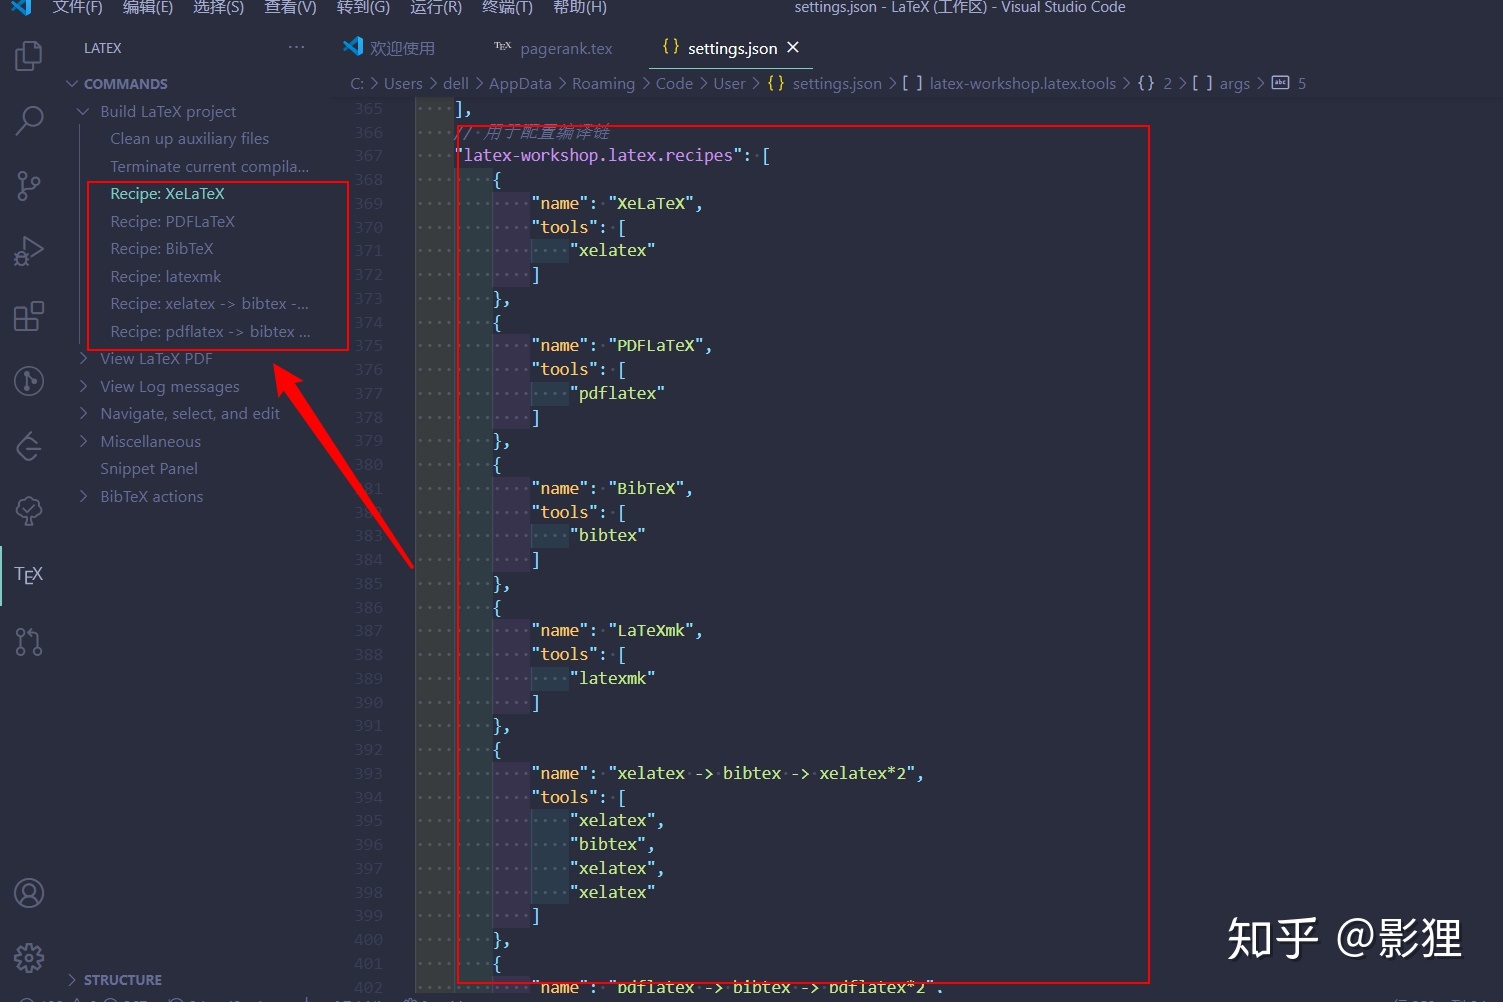 文件(F) 编辑(E) 选择(S) 查看(V) 转到(G) 运行(R) 终端(T) 帮助(H) settings.json - LaTeX (工作区) - Visual Studio Code
LATEX ···
COMMANDS
Build LaTeX project
Clean up auxiliary files
Terminate current compila...
Recipe: XeLaTeX
Recipe: PDFLaTeX
Recipe: BibTeX
Recipe: latexmk
Recipe: xelatex -> bibtex -...
Recipe: pdflatex -> bibtex ...
View LaTeX PDF
View Log messages
Navigate, select, and edit
Miscellaneous
Snippet Panel
BibTeX actions
TEX
STRUCTURE
欢迎使用 TEX pagerank.tex {} settings.json ×
C: > Users > dell > AppData > Roaming > Code > User > {} settings.json > [ ] latex-workshop.latex.tools > {} 2 > [ ] args > abc 5
365 ],
366 // 用于配置编译链
367 "latex-workshop.latex.recipes": [
368 {
369 "name": "XeLaTeX",
370 "tools": [
371 "xelatex"
372 ]
373 },
374 {
375 "name": "PDFLaTeX",
376 "tools": [
377 "pdflatex"
378 ]
379 },
380 {
381 "name": "BibTeX",
382 "tools": [
383 "bibtex"
384 ]
385 },
386 {
387 "name": "LaTeXmk",
388 "tools": [
389 "latexmk"
390 ]
391 },
392 {
393 "name": "xelatex -> bibtex -> xelatex*2",
394 "tools": [
395 "xelatex",
396 "bibtex",
397 "xelatex",
398 "xelatex"
399 ]
400 },
401 {
402 "name": "pdflatex -> bibtex -> pdflatex*2",
知乎 @影狸